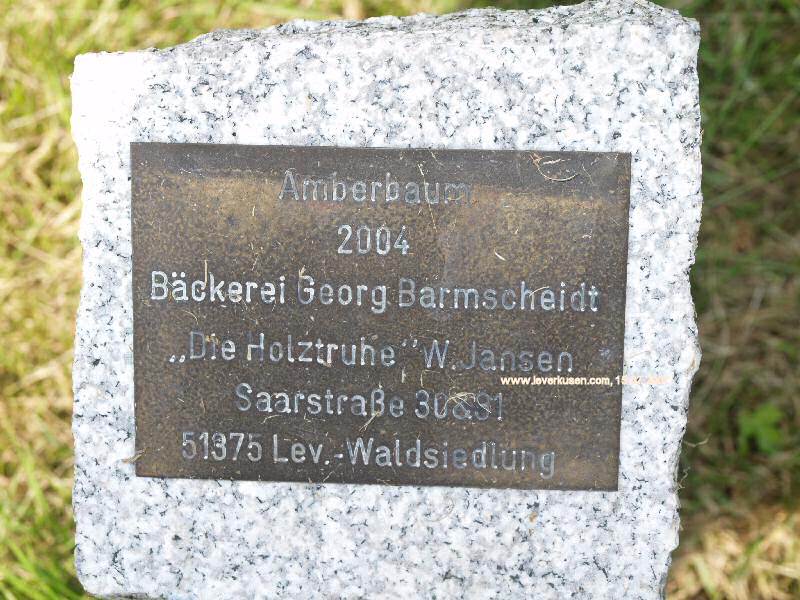 Amberbaum
2004
Bäckerei Georg Barmscheidt
„Die Holztruhe“ W. Jansen
www.leverkusen.com,
Saarstraße 30&81
51375 Lev.-Waldsiedlung